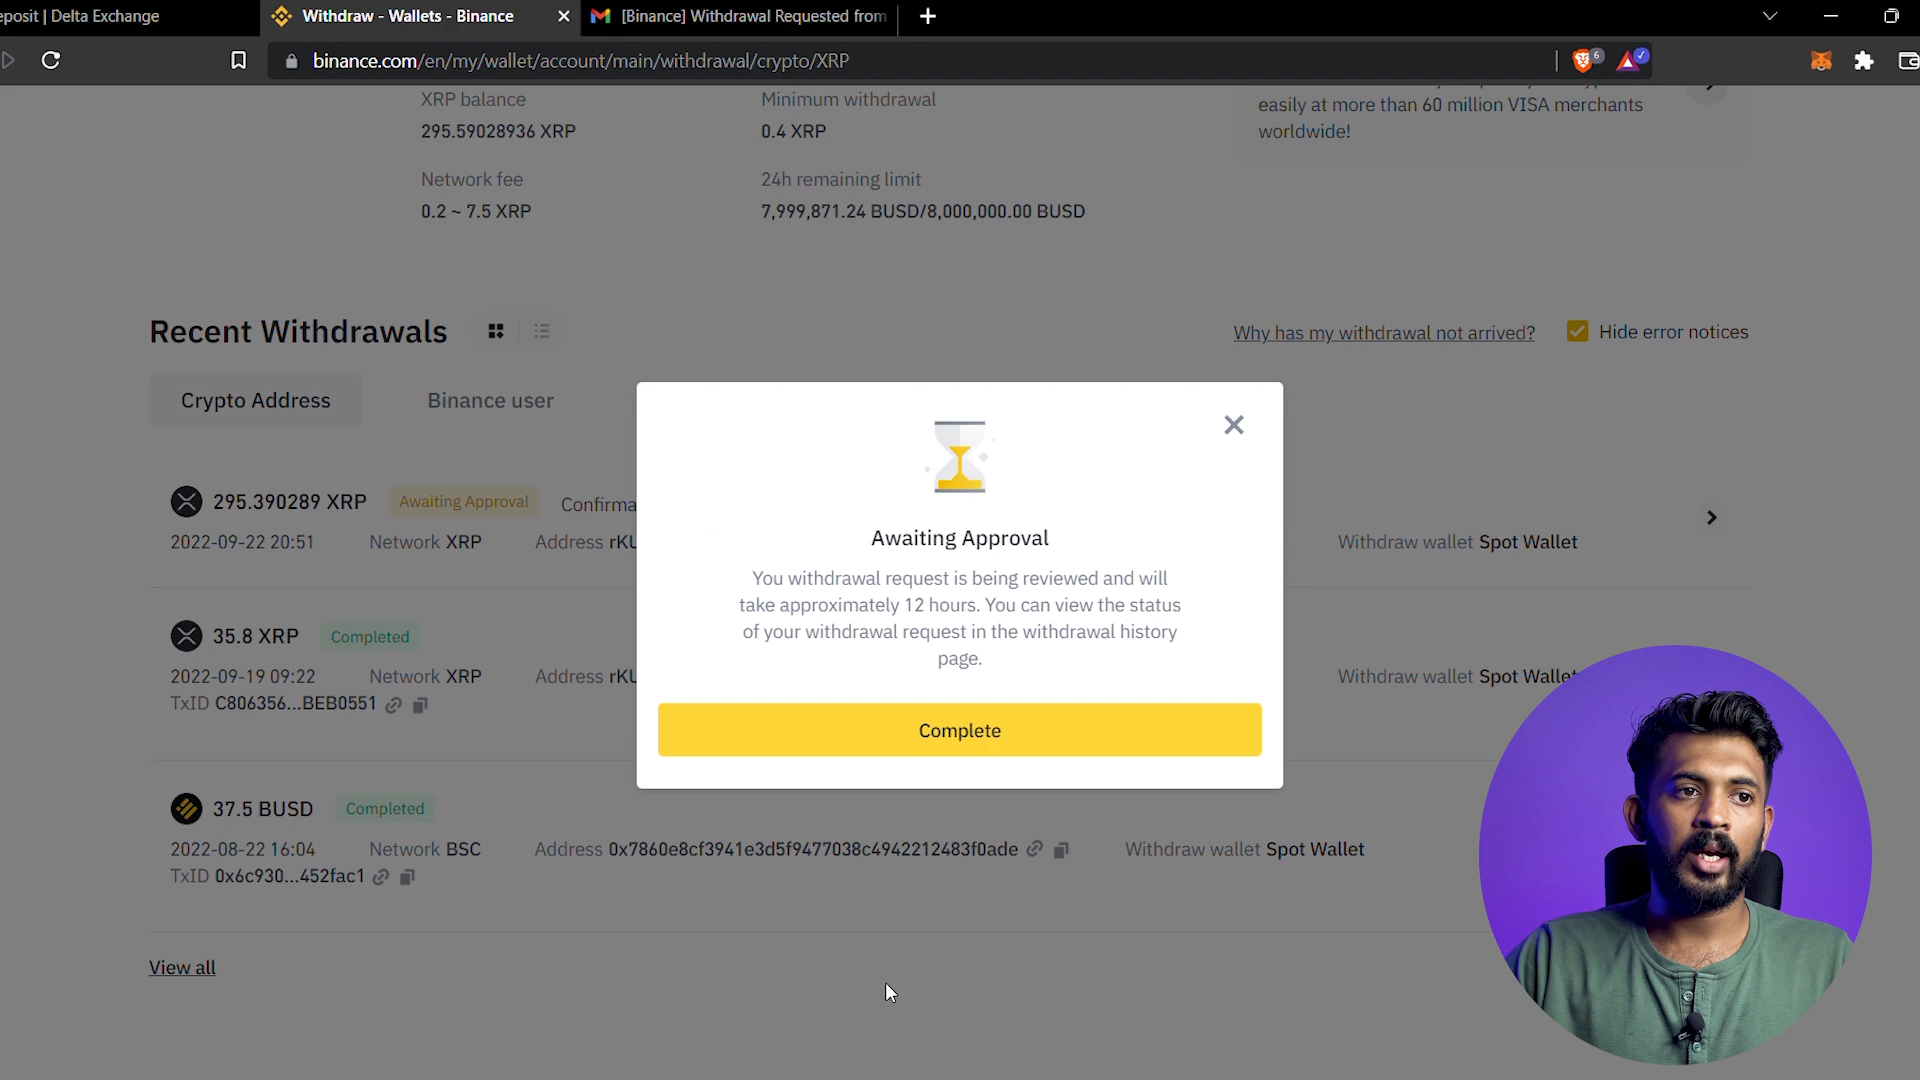 eposit | Delta Exchange
Withdraw - Wallets - Binance
[Binance] Withdrawal Requested from
binance.com/en/my/wallet/account/main/withdrawal/crypto/XRP
6
XRP balance
Minimum withdrawal
easily at more than 60 million VISA merchants
295.59028936 XRP
0.4 XRP
worldwide!
Network fee
24h remaining limit
0.2 ~ 7.5 XRP
7,999,871.24 BUSD/8,000,000.00 BUSD
Recent Withdrawals
Why has my withdrawal not arrived?
Hide error notices
Crypto Address
Binance user
295.390289 XRP
Awaiting Approval
Confirma
2022-09-22 20:51
Network XRP
Address rKU
Withdraw wallet Spot Wallet
35.8 XRP
Completed
2022-09-19 09:22
Network XRP
Address rKU
Withdraw wallet Spot Wallet
TxID C806356...BEB0551
Awaiting Approval
You withdrawal request is being reviewed and will
take approximately 12 hours. You can view the status
of your withdrawal request in the withdrawal history
page.
Complete
37.5 BUSD
Completed
2022-08-22 16:04
Network BSC
Address 0x7860e8cf3941e3d5f9477038c4942212483f0ade
Withdraw wallet Spot Wallet
TxID 0x6c930...452fac1
View all